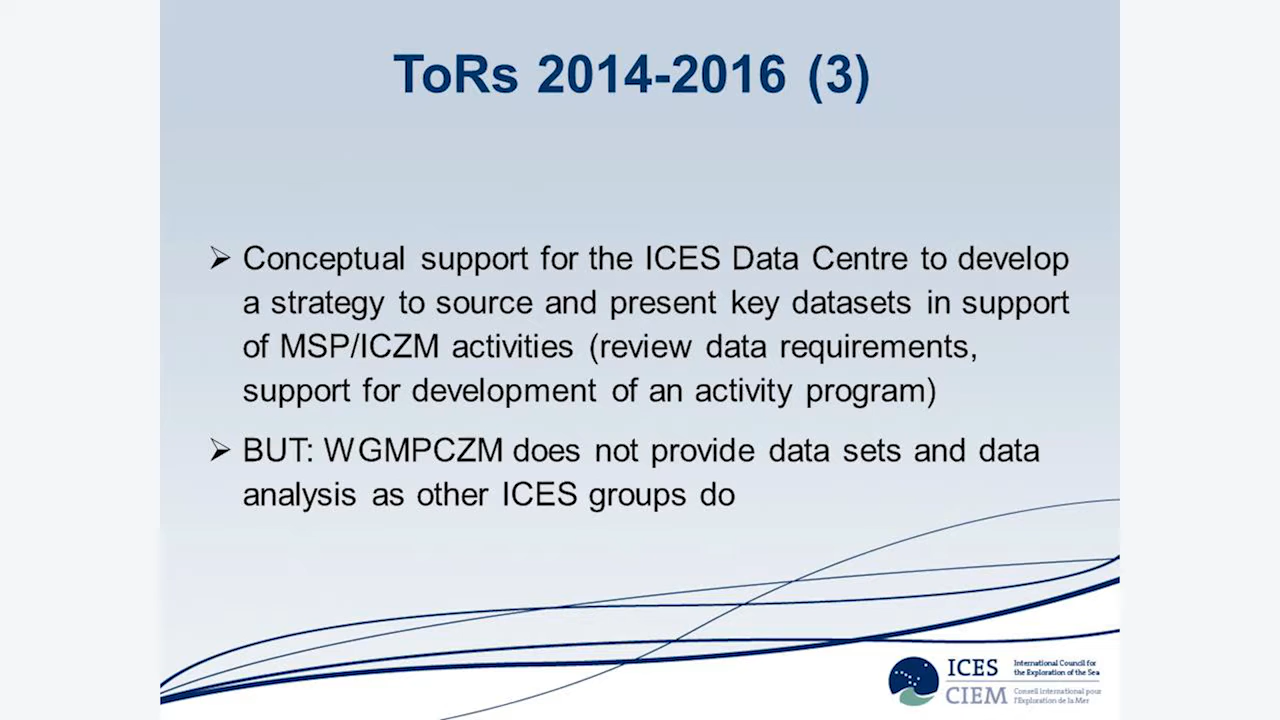 ToRs 2014-2016 (3)
➢ Conceptual support for the ICES Data Centre to develop
a strategy to source and present key datasets in support
of MSP/ICZM activities (review data requirements,
support for development of an activity program)
➢ BUT: WGMPCZM does not provide data sets and data
analysis as other ICES groups do
ICES
CIEM
International Council for
the Exploration of the Sea
Conseil International pour
l'Exploration de la Mer